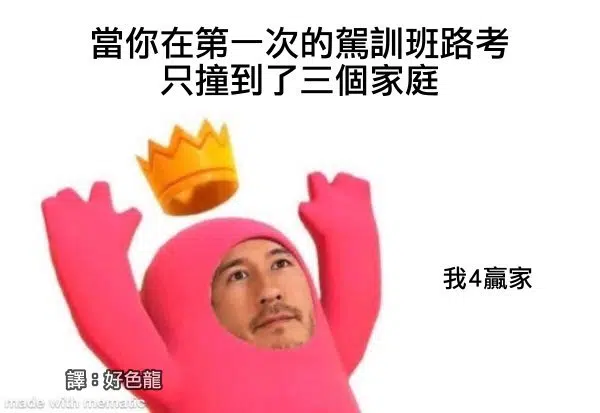 當你在第一次的駕訓班路考
只撞到了三個家庭
我4贏家
譯：好色龍
made with mematic